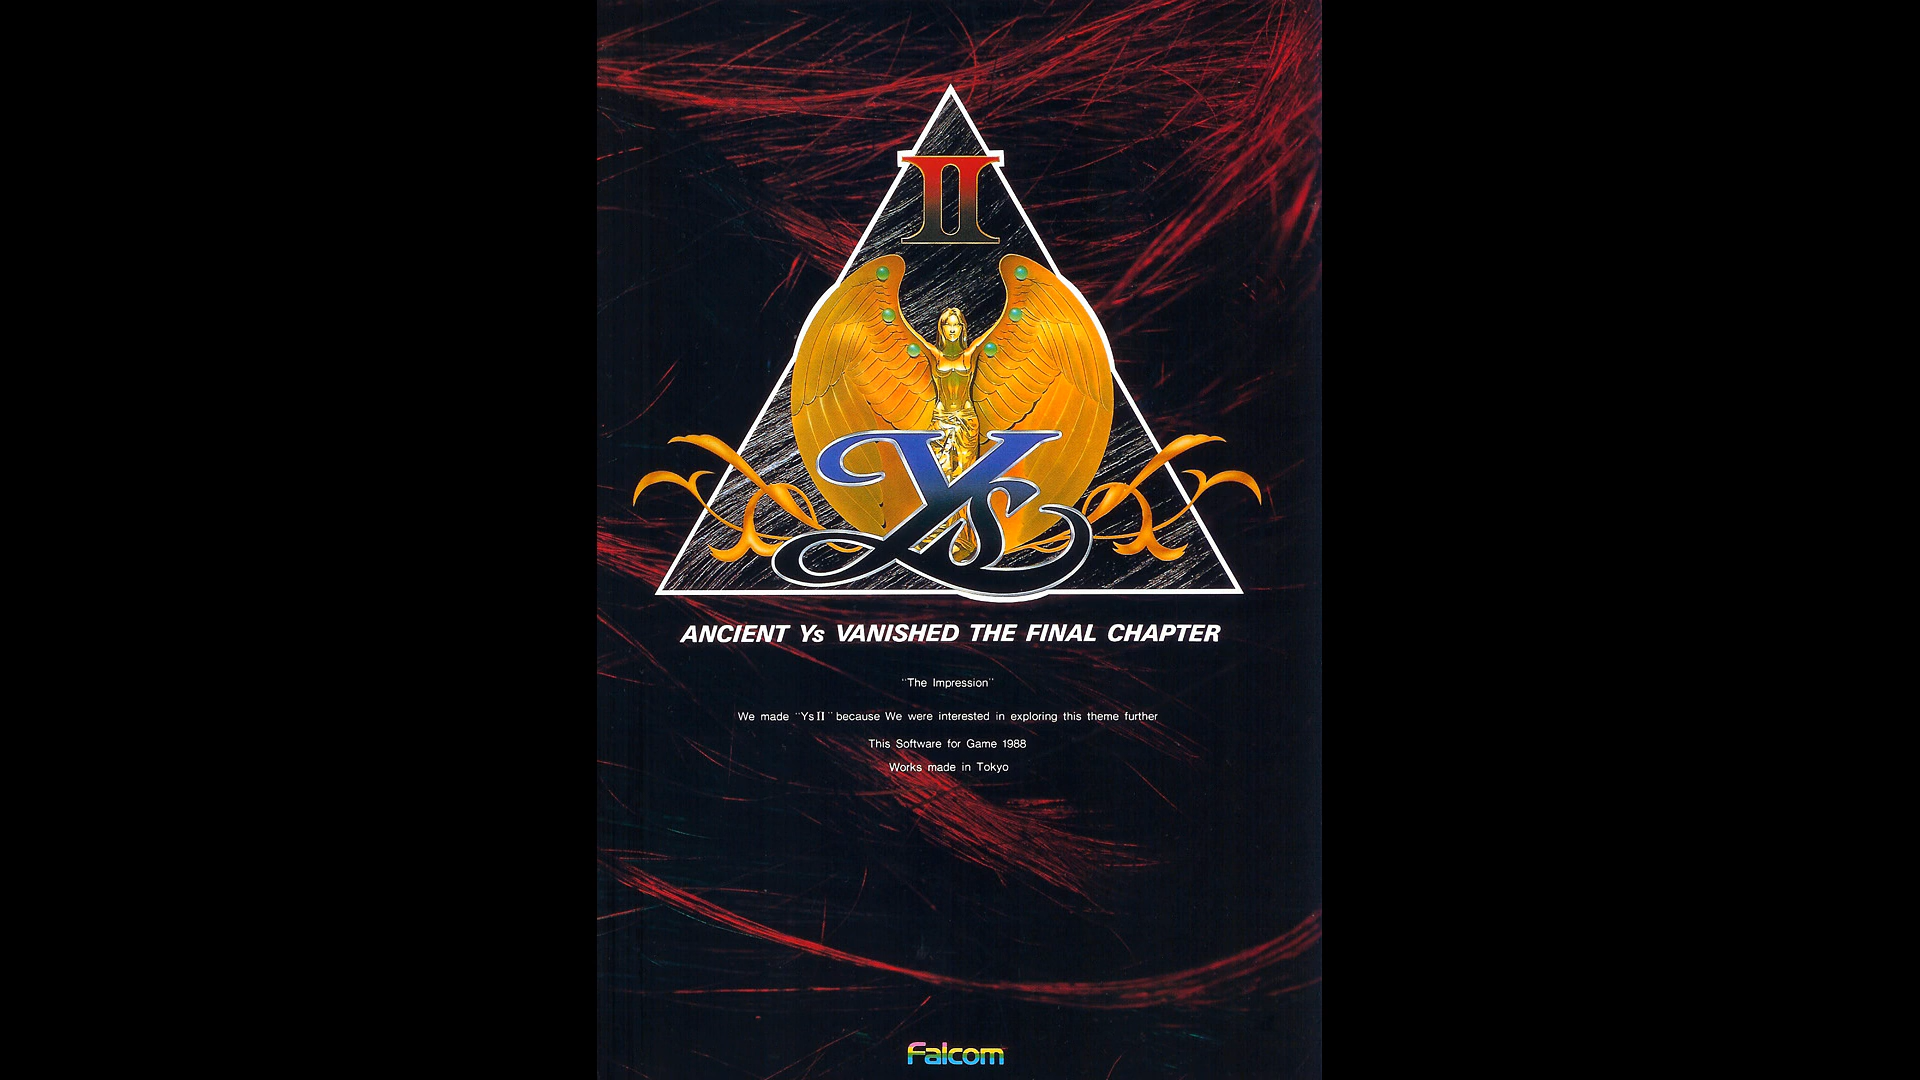 II
Ys
ANCIENT Ys VANISHED THE FINAL CHAPTER
"The Impression"
We made "Ys II" because We were interested in exploring this theme further
This Software for Game 1988
Works made in Tokyo
Falcom